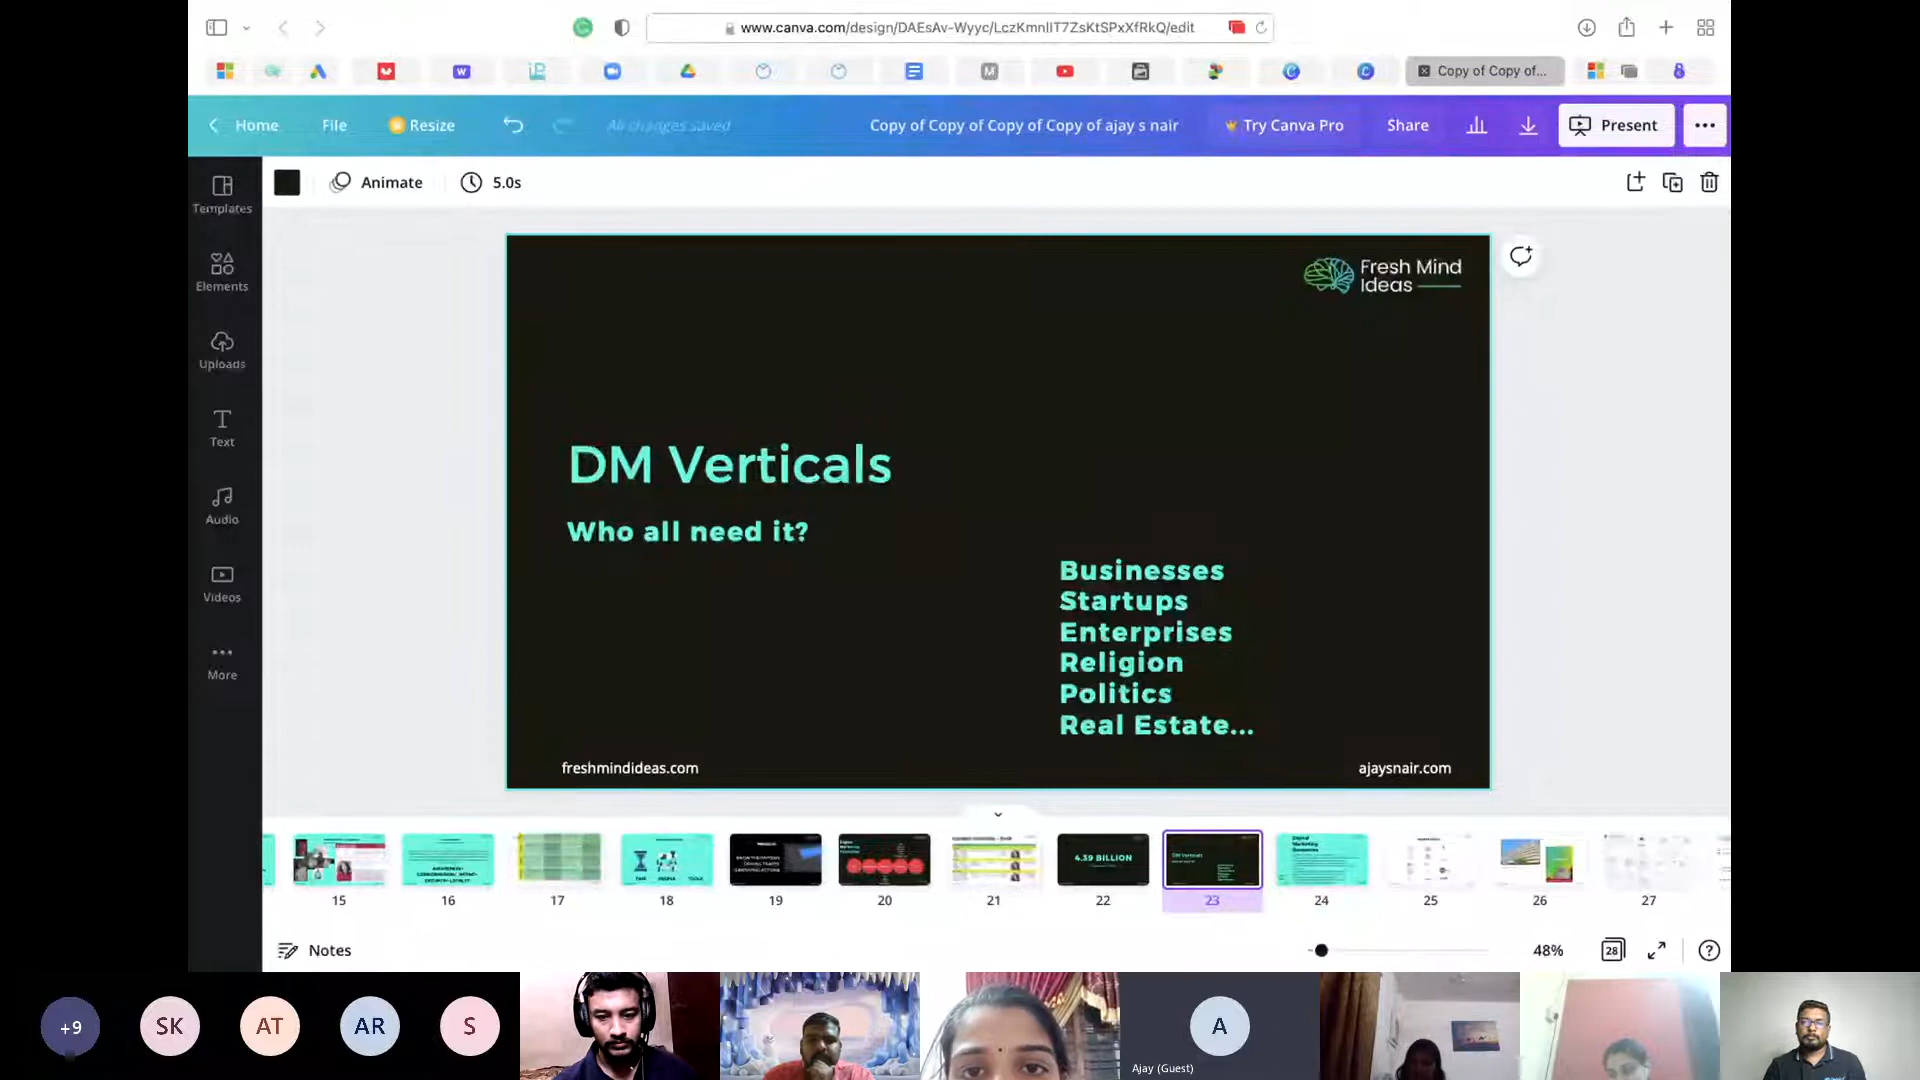 www.canva.com/design/DAEsAv-Wyyc/LczKmnlIT7ZsKtSPxXfRkQ/edit
Copy of Copy of...
Home
File
Resize
All changes saved
Copy of Copy of Copy of Copy of ajay s nair
Try Canva Pro
Share
Present
Animate
5.0s
Templates
Elements
Uploads
Text
Audio
Videos
More
Fresh Mind
Ideas
DM Verticals
Who all need it?
Businesses
Startups
Enterprises
Religion
Politics
Real Estate...
freshmindideas.com
ajaysnair.com
4.39 BILLION
15
16
17
18
19
20
21
22
23
24
25
26
27
Notes
48%
28
+9
SK
AT
AR
S
A
Ajay (Guest)